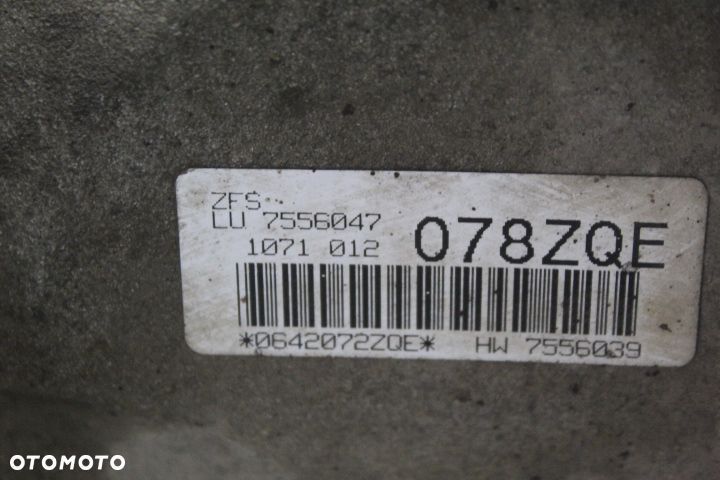 ZFS
LU 7556047
1071 012
078ZQE
*0642072ZQE* HW 7556039
OTOMOTO